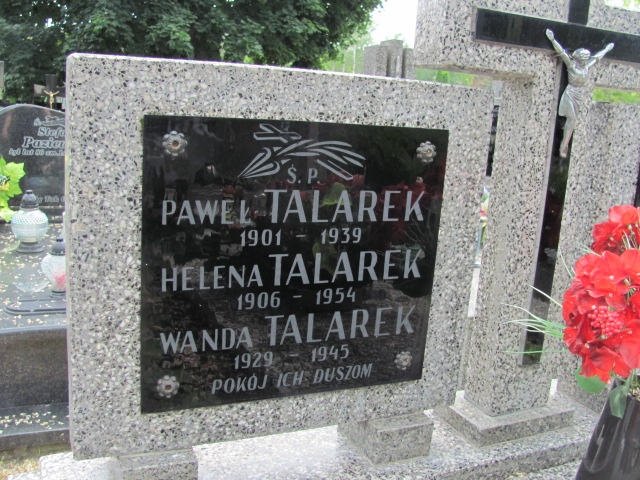 Ś. P.
PAWEŁ TALAREK
1901 - 1939
HELENA TALAREK
1906 - 1954
WANDA TALAREK
1929 - 1945
POKÓJ ICH DUSZOM